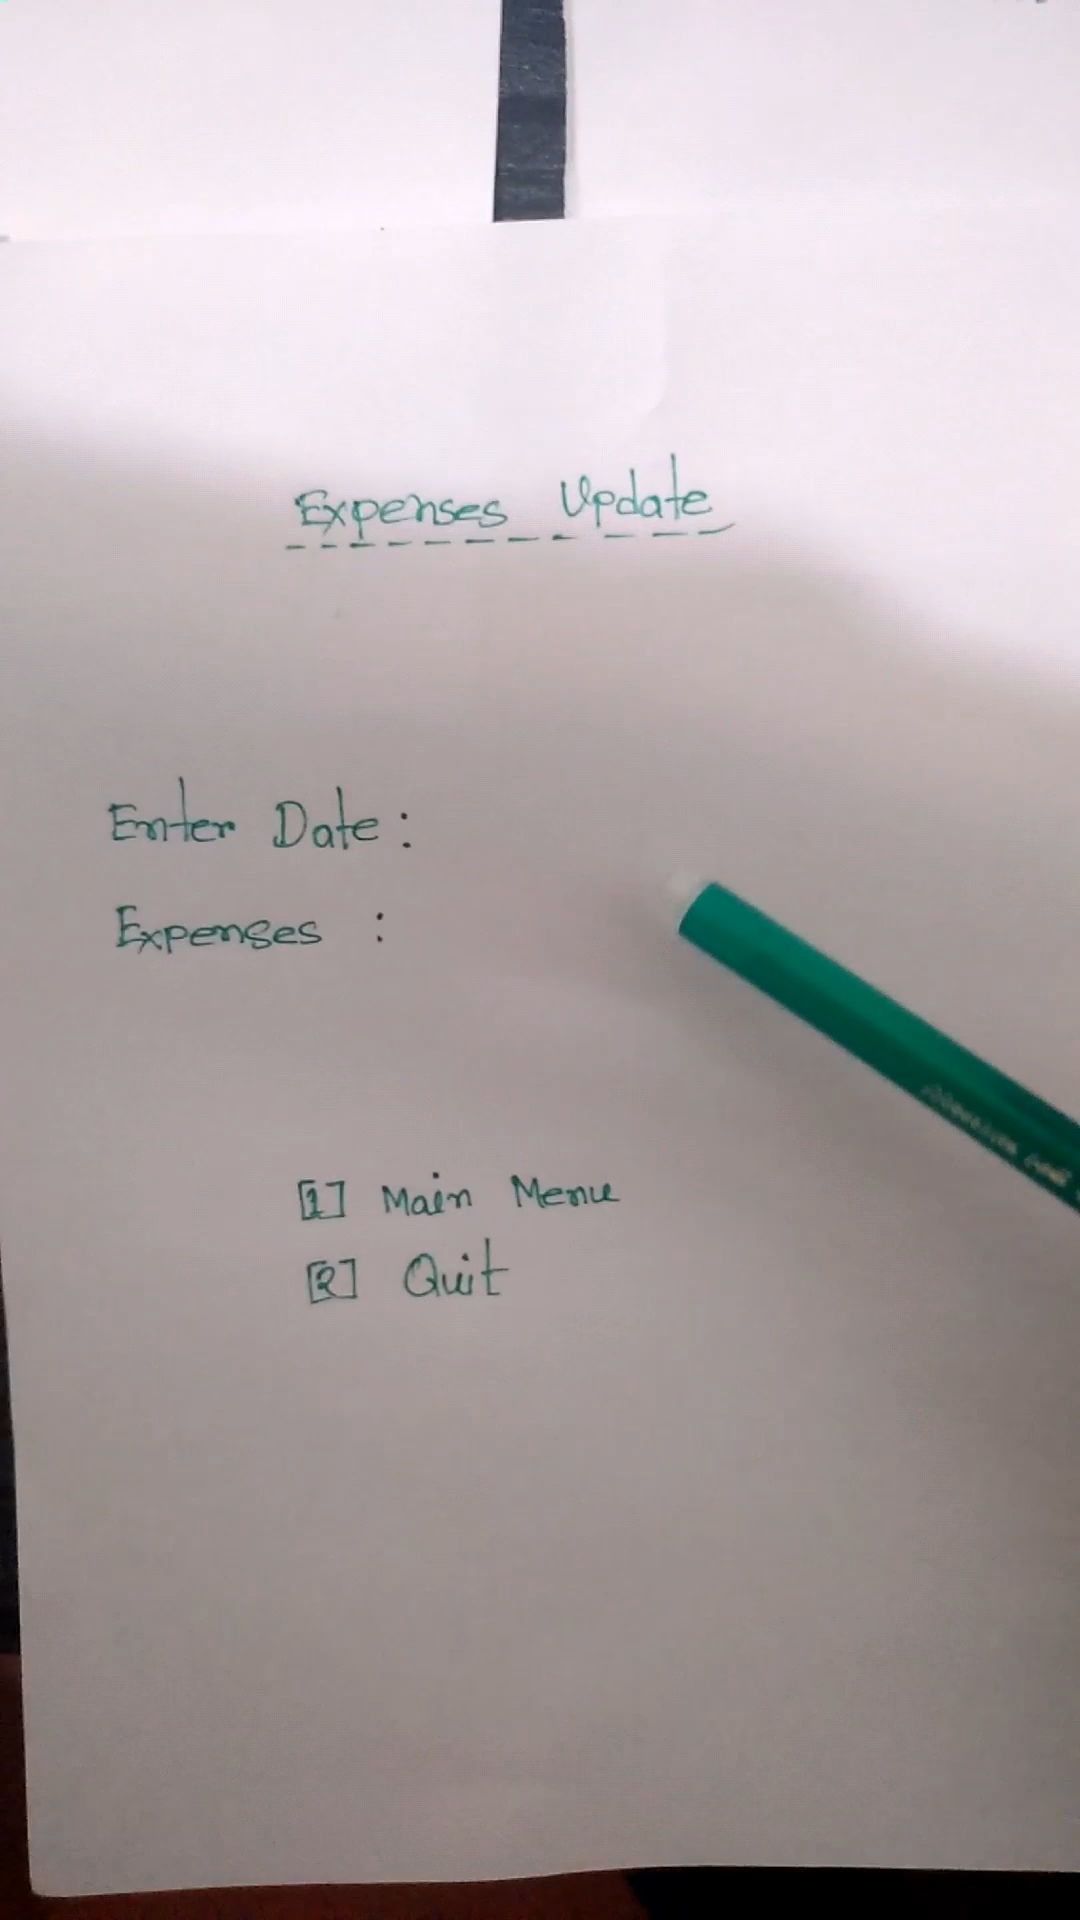 Expenses Update
Enter Date :
Expenses :
[1] Main Menu
[2] Quit